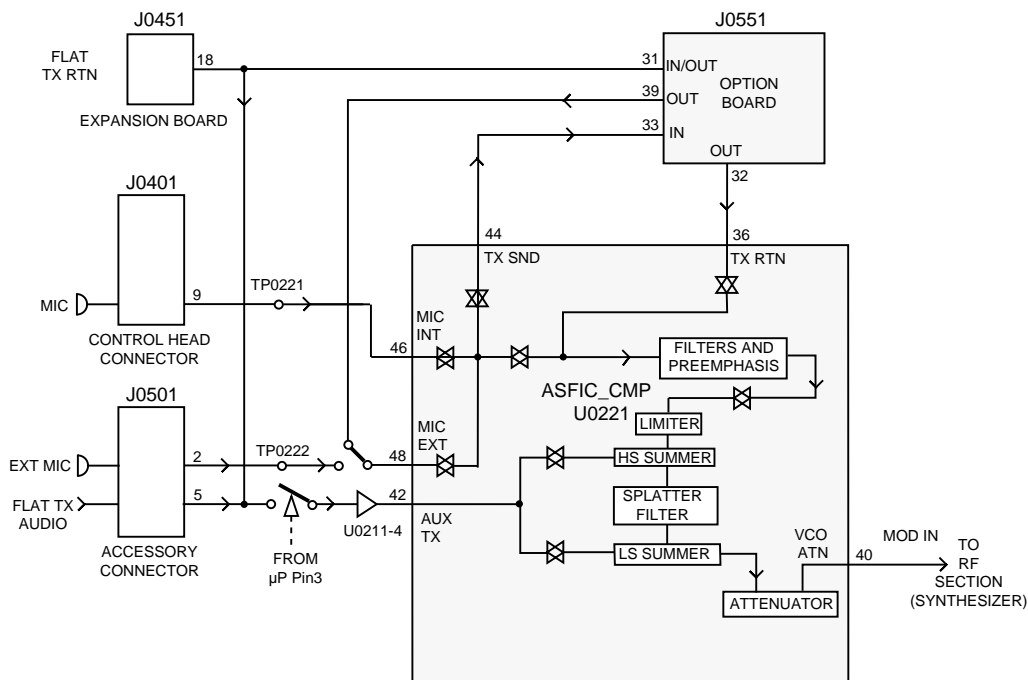 J0451
J0551
FLAT
TX RTN
18
31
IN/OUT
39
OUT
OPTION
BOARD
33
IN
OUT
EXPANSION BOARD
32
J0401
44
36
TX SND
TX RTN
TP0221
9
MIC
MIC
INT
46
CONTROL HEAD
CONNECTOR
FILTERS AND
PREEMPHASIS
ASFIC_CMP
U0221
J0501
LIMITER
MIC
EXT
TP0222
EXT MIC
2
48
HS SUMMER
FLAT TX
AUDIO
5
42
SPLATTER
FILTER
U0211-4
AUX
TX
ACCESSORY
CONNECTOR
FROM
µP Pin3
LS SUMMER
VCO
ATN
MOD IN
40
TO
RF
SECTION
(SYNTHESIZER)
ATTENUATOR